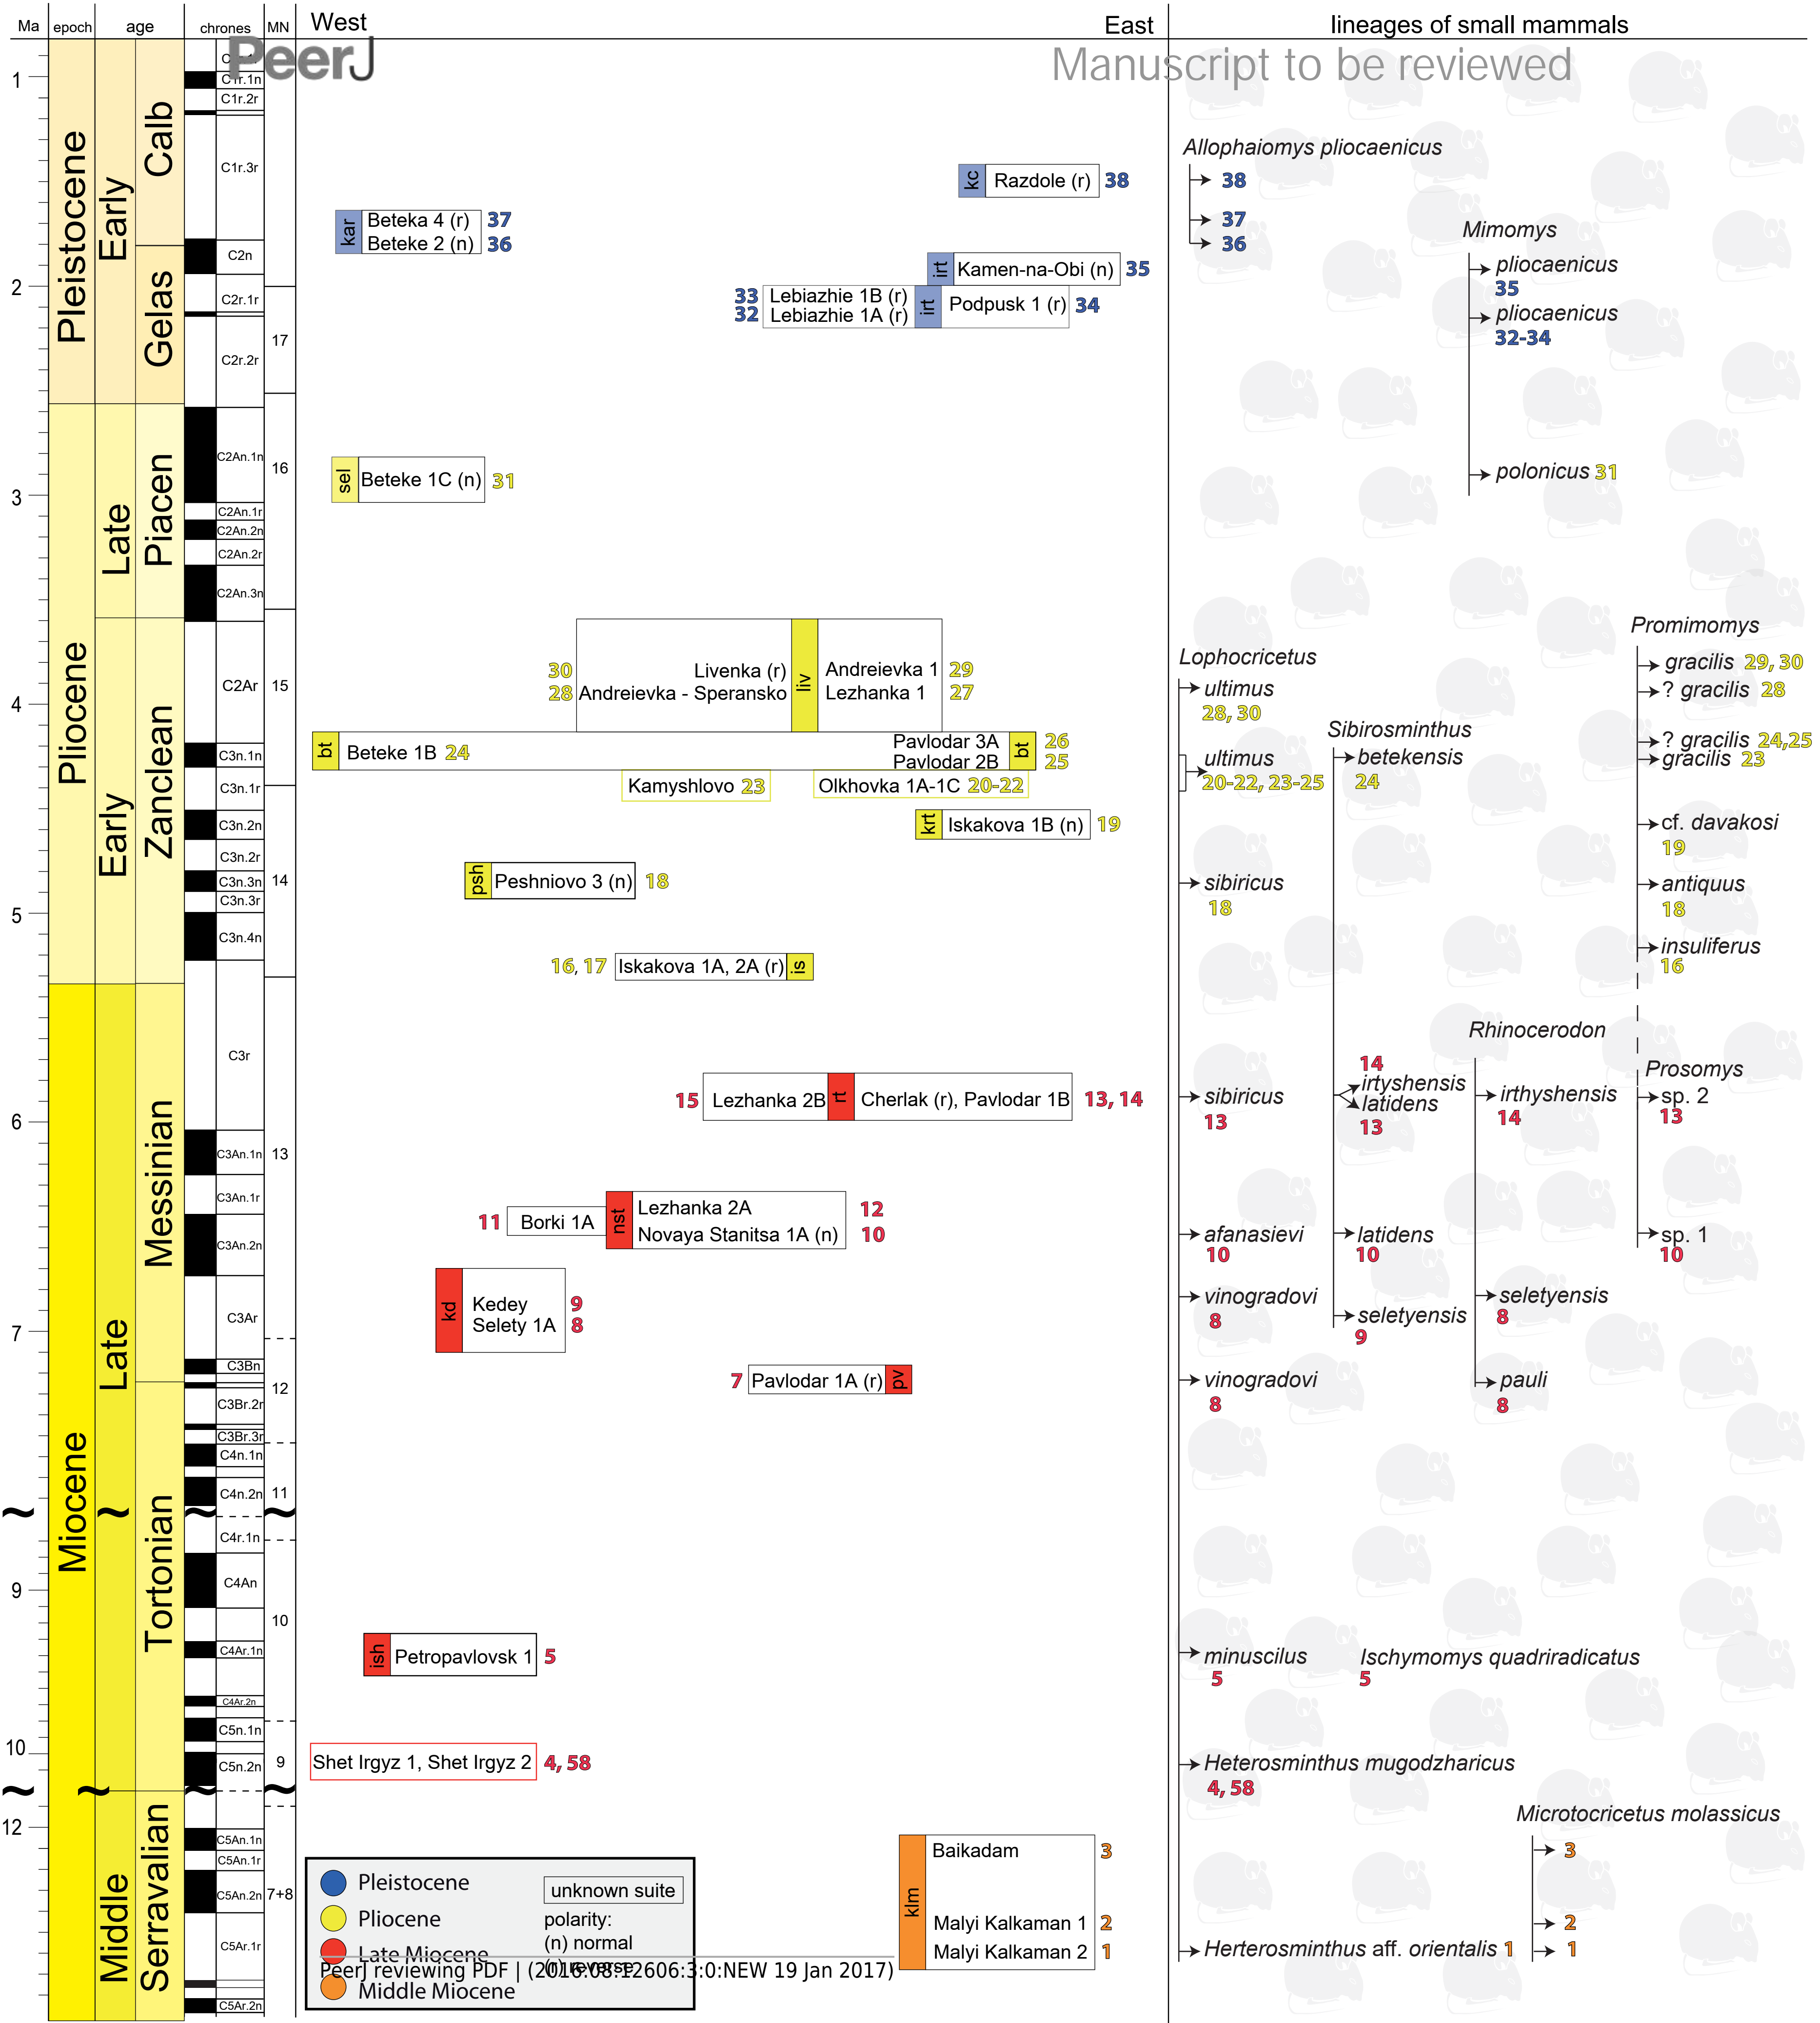 Ma epoch age chrones MN West East lineages of small mammals
PeerJ Manuscript to be reviewed
1
2
3
4
5
6
7
9
10
12
Pleistocene
Pliocene
Miocene
Early
Late
Early
Late
Middle
Calb
Gelas
Piacen
Zanclean
Messinian
Tortonian
Serravalian
C1r.1n
C1r.2r
C1r.3r
C2n
C2r.1r
C2r.2r
C2An.1n
C2An.1r
C2An.2n
C2An.2r
C2An.3n
C2Ar
C3n.1n
C3n.1r
C3n.2n
C3n.2r
C3n.3n
C3n.3r
C3n.4n
C3r
C3An.1n
C3An.1r
C3An.2n
C3Ar
C3Bn
C3Br.2r
C3Br.3r
C4n.1n
C4n.2n
C4r.1n
C4An
C4Ar.1n
C4Ar.2n
C5n.1n
C5n.2n
C5An.1n
C5An.1r
C5An.2n
C5Ar.1r
C5Ar.2n
17
16
15
14
13
12
11
10
9
7+8
kc Razdole (r) 38
kar Beteka 4 (r) 37
Beteke 2 (n) 36
irt Kamen-na-Obi (n) 35
33 Lebiazhie 1B (r) irt Podpusk 1 (r) 34
32 Lebiazhie 1A (r)
sel Beteke 1C (n) 31
30 Livenka (r) liv Andreievka 1 29
28 Andreievka - Speransko Lezhanka 1 27
bt Beteke 1B 24 Pavlodar 3A bt 26
Pavlodar 2B 25
Kamyshlovo 23 Olkhovka 1A-1C 20-22
krt Iskakova 1B (n) 19
psh Peshniovo 3 (n) 18
16, 17 Iskakova 1A, 2A (r) is
15 Lezhanka 2B rt Cherlak (r), Pavlodar 1B 13, 14
11 Borki 1A nst Lezhanka 2A 12
Novaya Stanitsa 1A (n) 10
kd Kedey 9
Selety 1A 8
7 Pavlodar 1A (r) pv
ish Petropavlovsk 1 5
Shet Irgyz 1, Shet Irgyz 2 4, 58
klm Baikadam 3
Malyi Kalkaman 1 2
Malyi Kalkaman 2 1
Allophaiomys pliocaenicus
38
37
36
Mimomys
pliocaenicus
35
pliocaenicus
32-34
polonicus 31
Promimomys
gracilis 29, 30
? gracilis 28
? gracilis 24,25
gracilis 23
cf. davakosi
19
antiquus
18
insuliferus
16
Lophocricetus
ultimus
28, 30
ultimus
20-22, 23-25
sibiricus
18
sibiricus
13
afanasievi
10
vinogradovi
8
vinogradovi
8
minuscilus
5
Heterosminthus mugodzharicus
4, 58
Herterosminthus aff. orientalis 1
Sibirosminthus
betekensis
24
14
irtyshensis
latidens
13
latidens
10
seletyensis
9
Rhinocerodon
irthyshensis
14
seletyensis
8
pauli
8
Prosomys
sp. 2
13
sp. 1
10
Ischymomys quadriradicatus
5
Microtocricetus molassicus
3
2
1
Pleistocene
Pliocene
Late Miocene
Middle Miocene
unknown suite
polarity:
(n) normal
(r) reverse
PeerJ reviewing PDF | (2016:08:12606:3:0:NEW 19 Jan 2017)